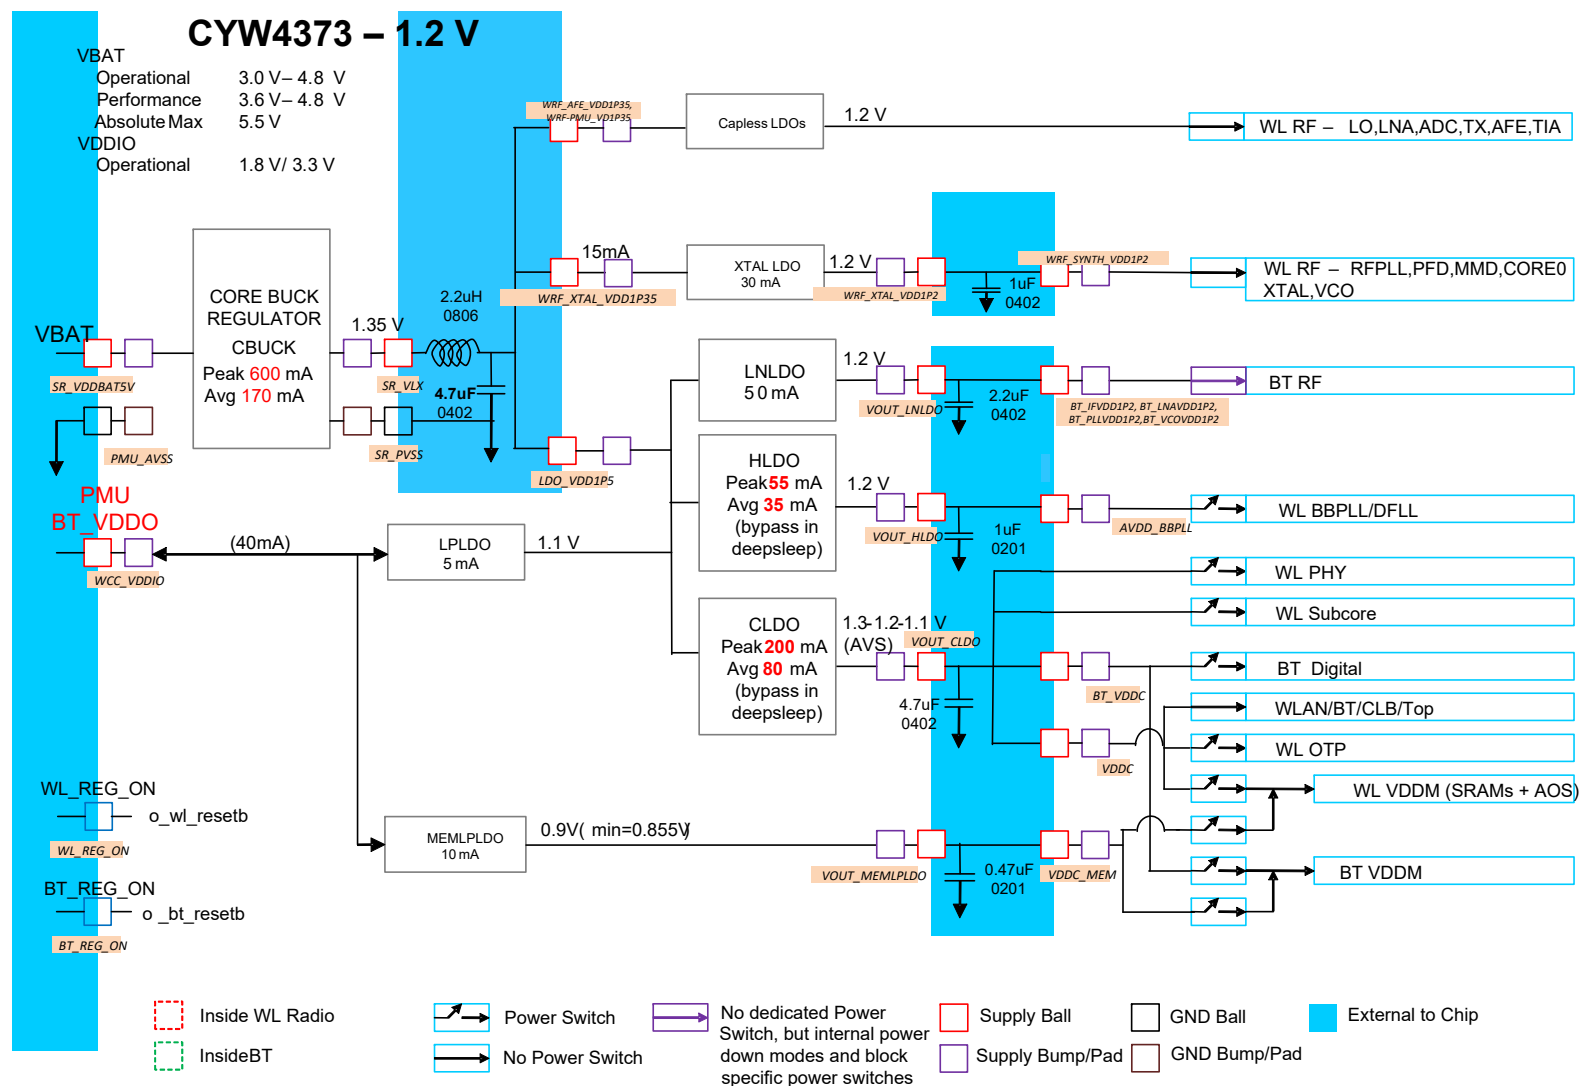 CYW4373 – 1.2 V
VBAT
Operational 3.0 V– 4.8 V
Performance 3.6 V– 4.8 V
Absolute Max 5.5 V
VDDIO
Operational 1.8 V/ 3.3 V
WRF_AFE_VDD1P35,
WRF-PMU_VD1P35
Capless LDOs
1.2 V
WL RF – LO,LNA,ADC,TX,AFE,TIA
15mA
WRF_XTAL_VDD1P35
XTAL LDO
30 mA
1.2 V
WRF_XTAL_VDD1P2
1uF
0402
WRF_SYNTH_VDD1P2
WL RF – RFPLL,PFD,MMD,CORE0
XTAL,VCO
VBAT
SR_VDDBAT5V
PMU_AVSS
CORE BUCK
REGULATOR
CBUCK
Peak 600 mA
Avg 170 mA
1.35 V
SR_VLX
SR_PVSS
2.2uH
0806
4.7uF
0402
LDO_VDD1P5
LNLDO
50mA
1.2 V
VOUT_LNLDO
2.2uF
0402
BT_IFVDD1P2, BT_LNAVDD1P2,
BT_PLLVDD1P2,BT_VCOVDD1P2
BT RF
HLDO
Peak 55 mA
Avg 35 mA
(bypass in
deepsleep)
1.2 V
VOUT_HLDO
1uF
0201
AVDD_BBPLL
WL BBPLL/DFLL
PMU
BT_VDDO
WCC_VDDIO
(40mA)
LPLDO
5 mA
1.1 V
WL PHY
WL Subcore
CLDO
Peak 200 mA
Avg 80 mA
(bypass in
deepsleep)
1.3-1.2-1.1 V
(AVS)
VOUT_CLDO
4.7uF
0402
BT_VDDC
BT Digital
WLAN/BT/CLB/Top
VDDC
WL OTP
WL VDDM (SRAMs + AOS)
WL_REG_ON
o_wl_resetb
WL_REG_ON
MEMLPLDO
10 mA
0.9V( min=0.855V)
VOUT_MEMLPLDO
0.47uF
0201
VDDC_MEM
BT VDDM
BT_REG_ON
o _bt_resetb
BT_REG_ON
Inside WL Radio
InsideBT
Power Switch
No Power Switch
No dedicated Power
Switch, but internal power
down modes and block
specific power switches
Supply Ball
Supply Bump/Pad
GND Ball
GND Bump/Pad
External to Chip